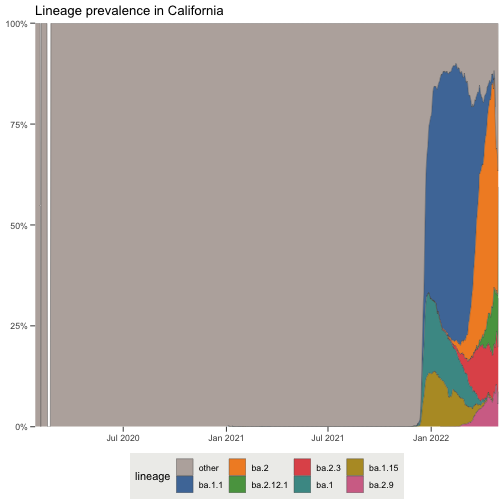 Lineage prevalence in California
100%
75%
50%
25%
0%
Jul 2020 Jan 2021 Jul 2021 Jan 2022
lineage
other ba.2 ba.2.3 ba.1.15
ba.1.1 ba.2.12.1 ba.1 ba.2.9